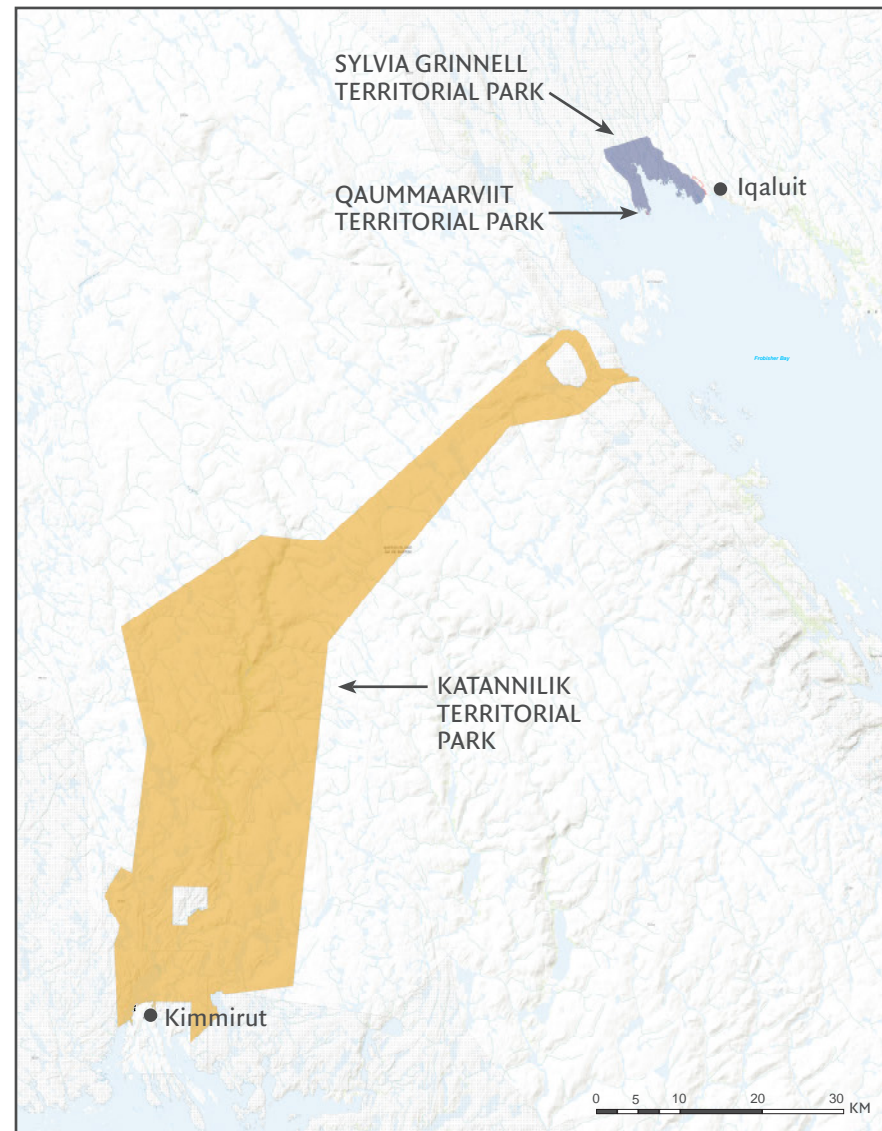 SYLVIA GRINNELL
TERRITORIAL PARK
Iqaluit
QAUMMAARVIIT
TERRITORIAL PARK
Frobisher Bay
KATANNILIK
TERRITORIAL
PARK
Kimmirut
0 5 10 20 30 KM